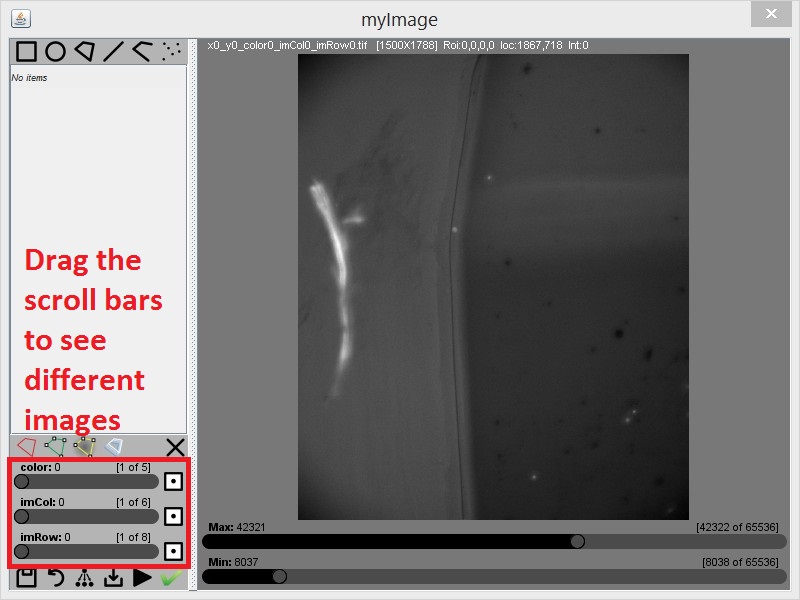 myImage
x0_y0_color0_imCol0_imRow0.tif [1500X1788] Roi:0,0,0,0 loc:1867,718 Int:0
No items
Drag the
scroll bars
to see
different
images
color: 0 [1 of 5]
imCol: 0 [1 of 6]
imRow: 0 [1 of 8]
Max: 42321 [42322 of 65536]
Min: 8037 [8038 of 65536]